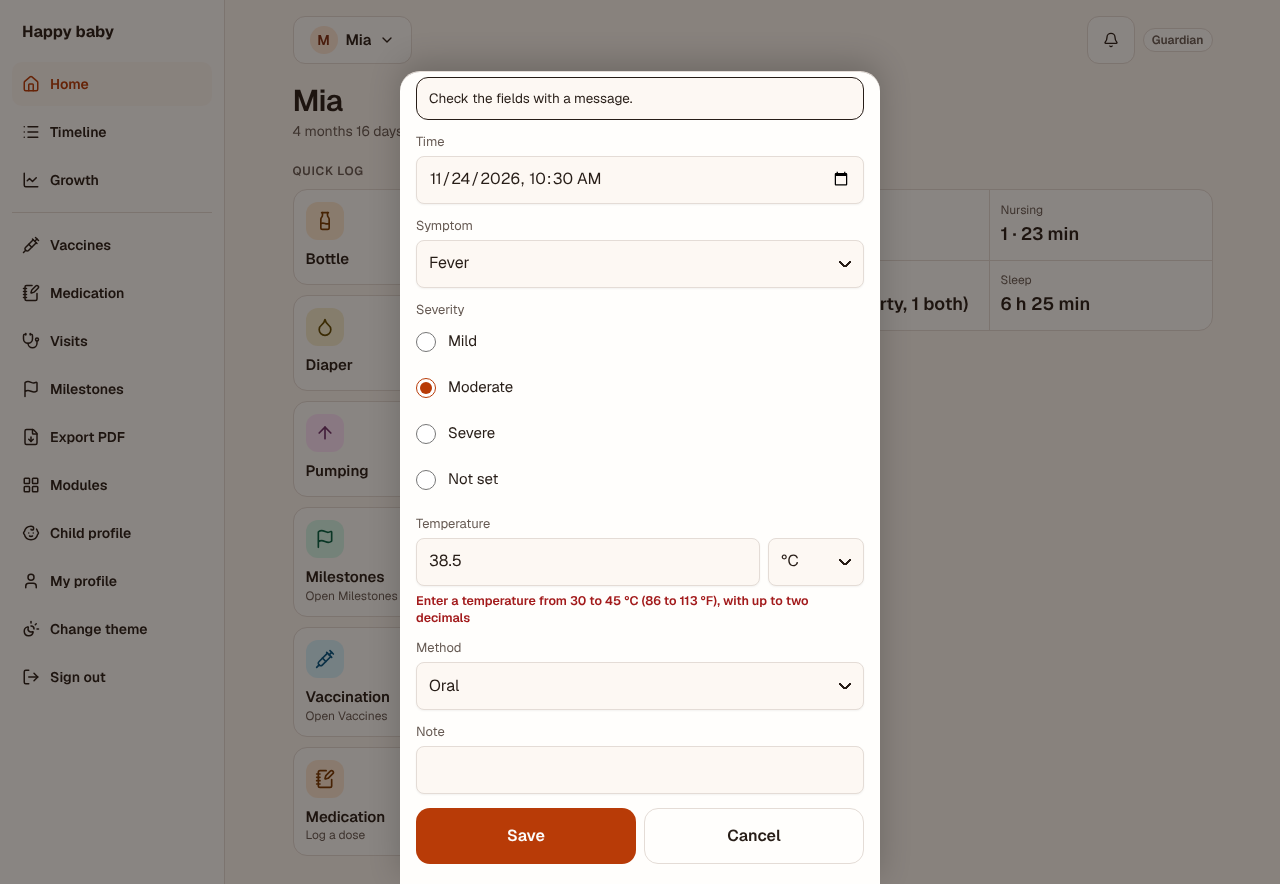 Happy baby
Home
Timeline
Growth
Vaccines
Medication
Visits
Milestones
Export PDF
Modules
Child profile
My profile
Change theme
Sign out
M Mia
Guardian
Mia
4 months 16 days
QUICK LOG
Bottle
Diaper
Pumping
Milestones
Open Milestones
Vaccination
Open Vaccines
Medication
Log a dose
Nursing
1 · 23 min
1 both)
Sleep
6 h 25 min
Check the fields with a message.
Time
11/24/2026, 10:30 AM
Symptom
Fever
Severity
Mild
Moderate
Severe
Not set
Temperature
38.5
°C
Enter a temperature from 30 to 45 °C (86 to 113 °F), with up to two
decimals
Method
Oral
Note
Save
Cancel